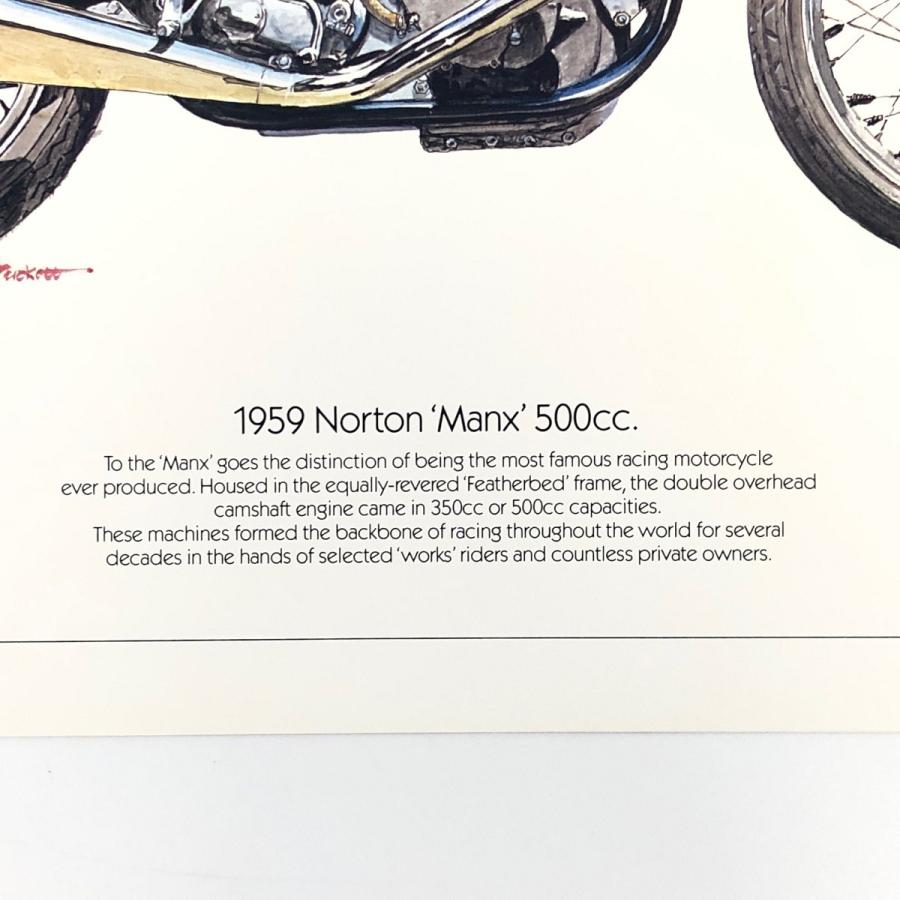 1959 Norton ‘Manx’ 500cc.
To the ‘Manx’ goes the distinction of being the most famous racing motorcycle
ever produced. Housed in the equally-revered ‘Featherbed’ frame, the double overhead
camshaft engine came in 350cc or 500cc capacities.
These machines formed the backbone of racing throughout the world for several
decades in the hands of selected ‘works’ riders and countless private owners.